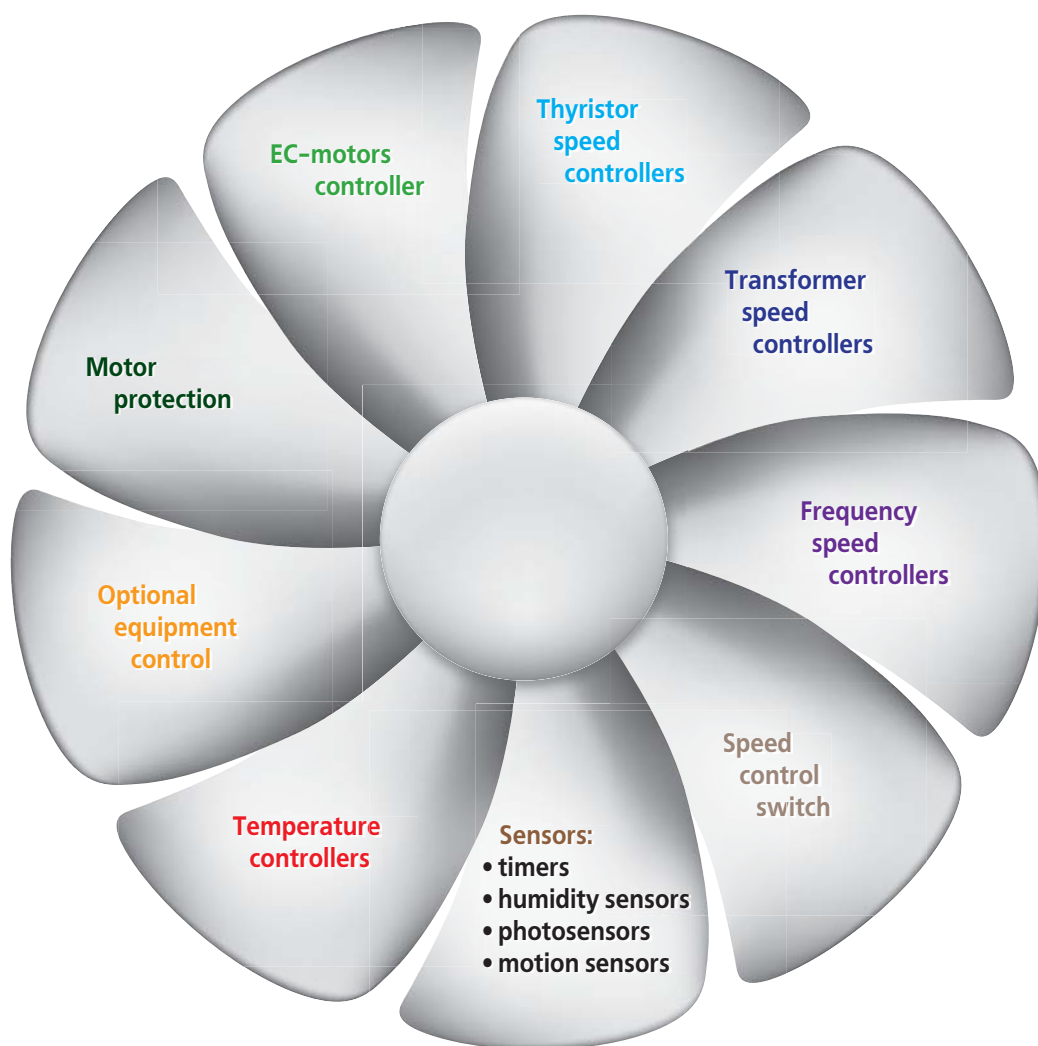 Thyristor
speed
controllers
Transformer
speed
controllers
Frequency
speed
controllers
Speed
control
switch
Sensors:
• timers
• humidity sensors
• photosensors
• motion sensors
Temperature
controllers
Optional
equipment
control
Motor
protection
EC-motors
controller